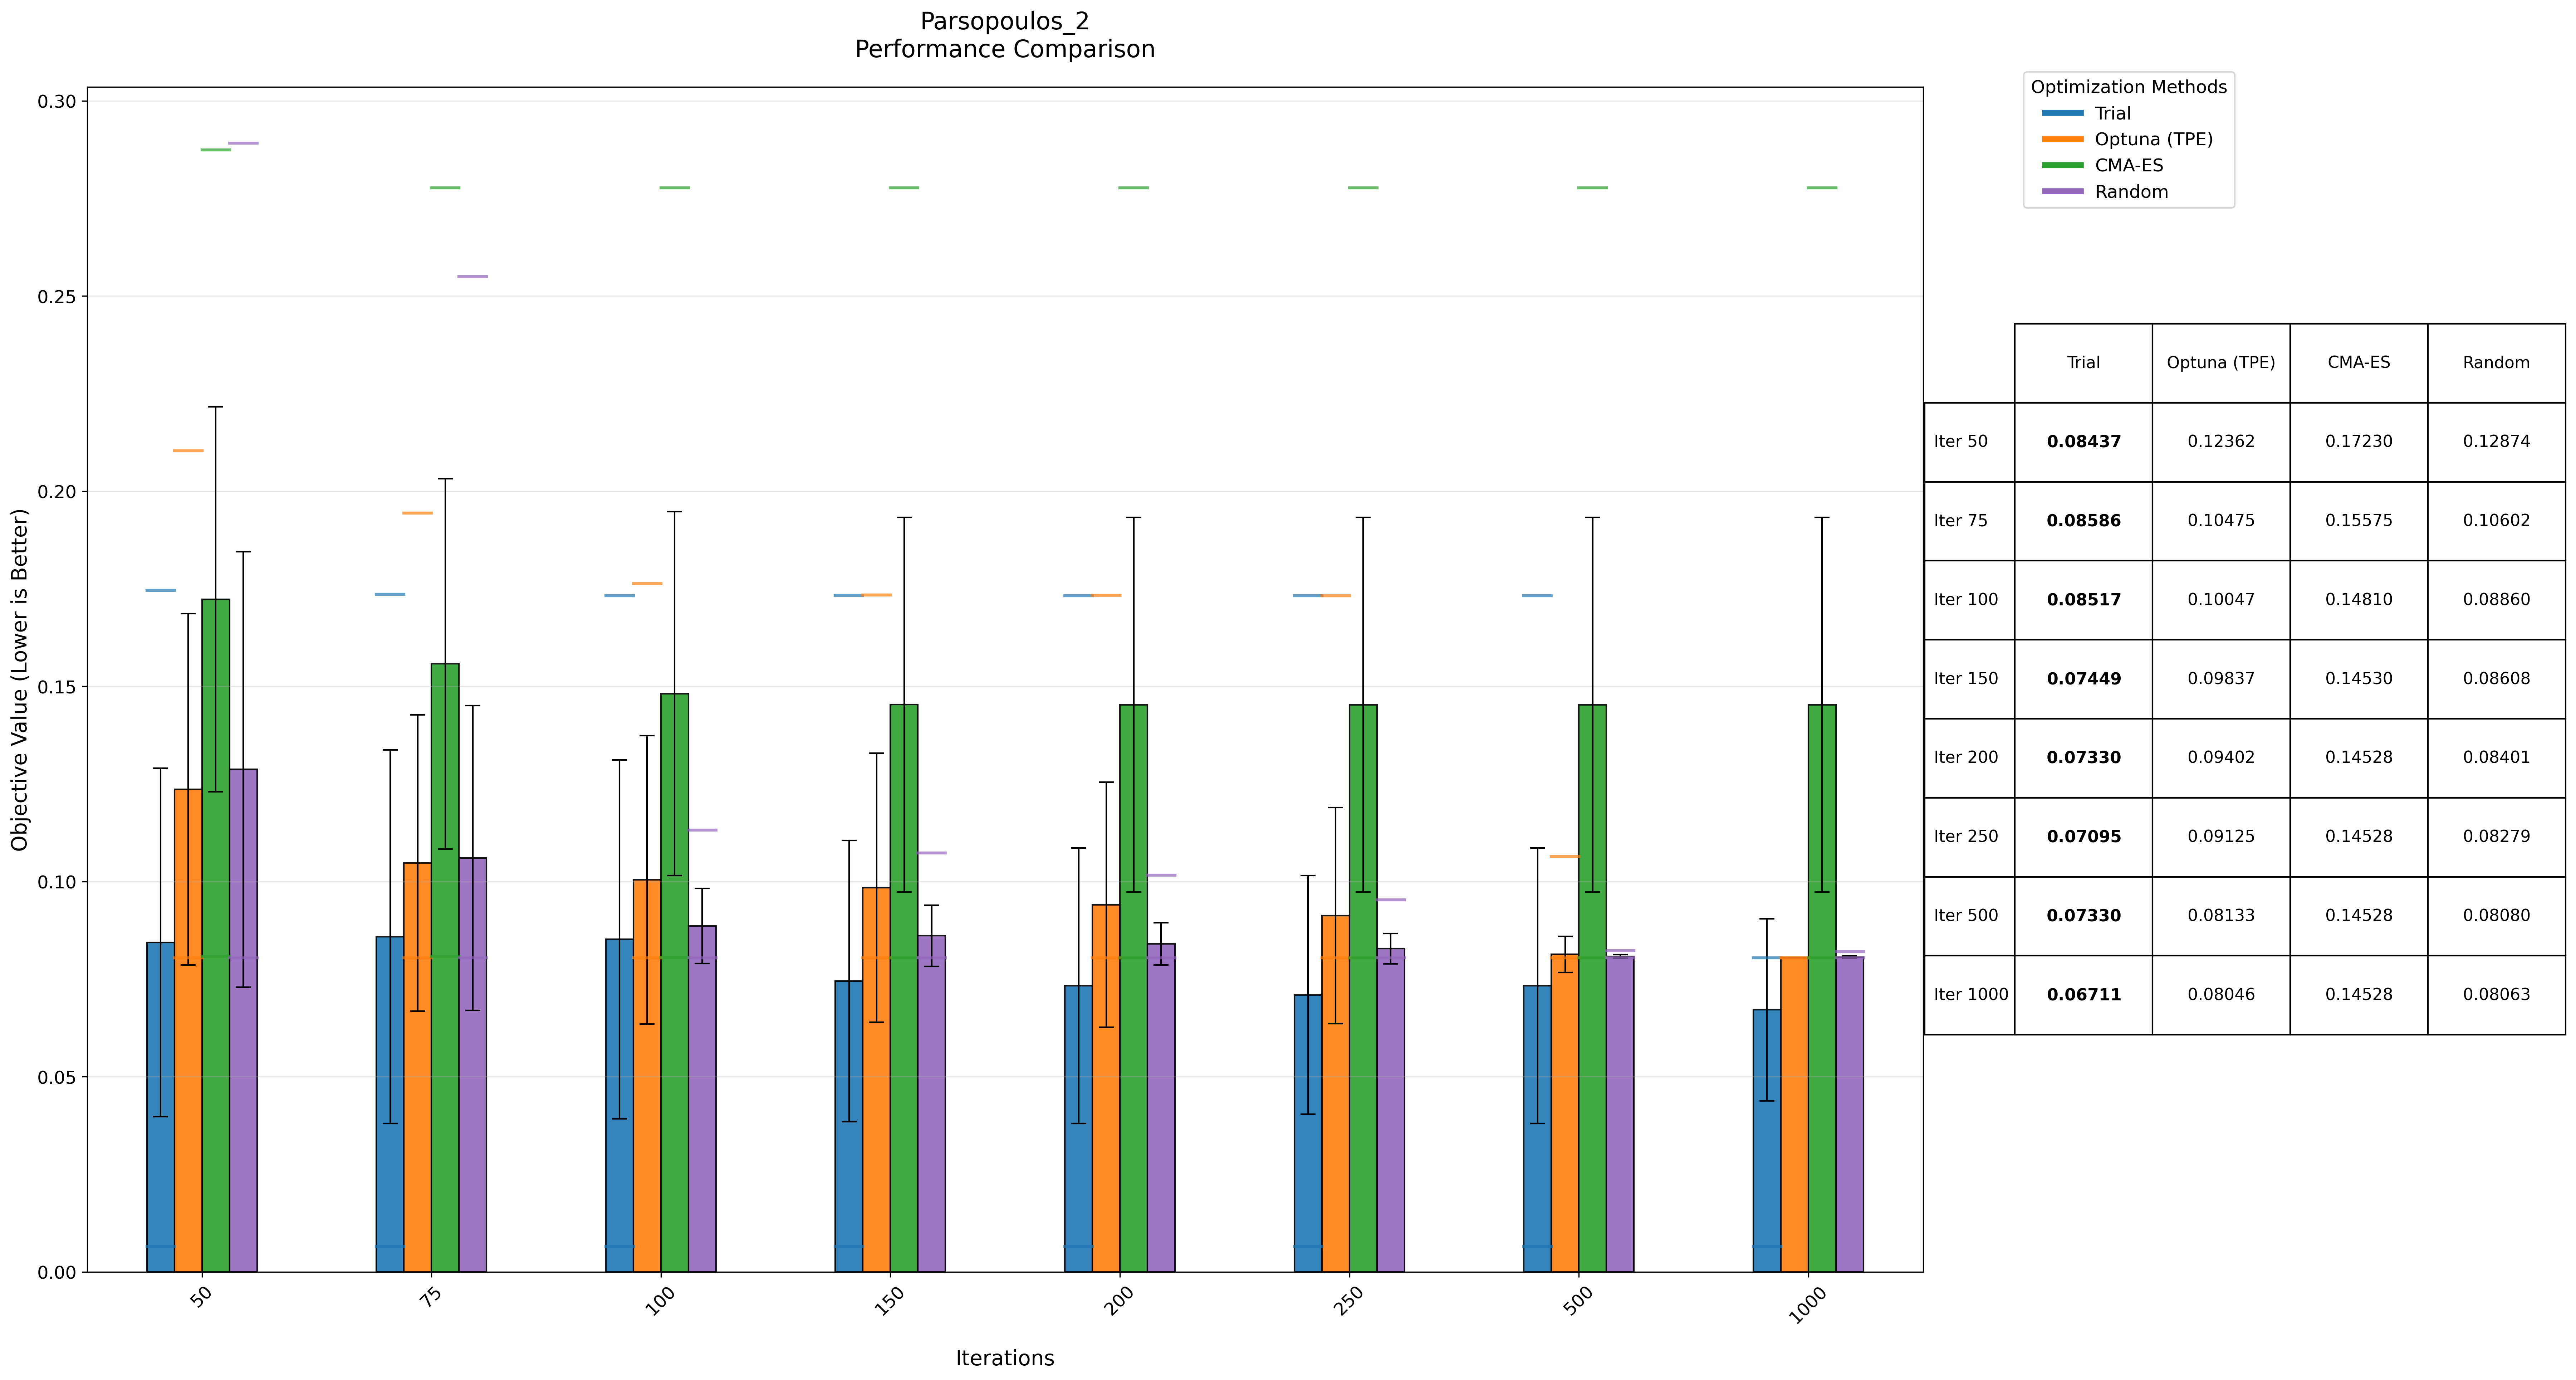 Parsopoulos_2
Performance Comparison
Objective Value (Lower is Better)
0.30
0.25
0.20
0.15
0.10
0.05
0.00
50
75
100
150
200
250
500
1000
Iterations
Optimization Methods
Trial
Optuna (TPE)
CMA-ES
Random
Trial Optuna (TPE) CMA-ES Random
Iter 50 0.08437 0.12362 0.17230 0.12874
Iter 75 0.08586 0.10475 0.15575 0.10602
Iter 100 0.08517 0.10047 0.14810 0.08860
Iter 150 0.07449 0.09837 0.14530 0.08608
Iter 200 0.07330 0.09402 0.14528 0.08401
Iter 250 0.07095 0.09125 0.14528 0.08279
Iter 500 0.07330 0.08133 0.14528 0.08080
Iter 1000 0.06711 0.08046 0.14528 0.08063